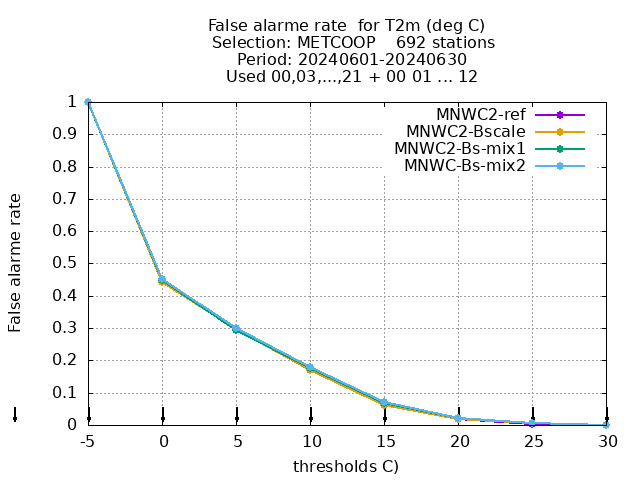 False alarme rate  for T2m (deg C)
Selection: METCOOP    692 stations
Period: 20240601-20240630
Used 00,03,...,21 + 00 01 ... 12
MNWC2-ref
MNWC2-Bscale
MNWC2-Bs-mix1
MNWC-Bs-mix2
False alarme rate
1
0.9
0.8
0.7
0.6
0.5
0.4
0.3
0.2
0.1
0
-5 0 5 10 15 20 25 30
thresholds C)